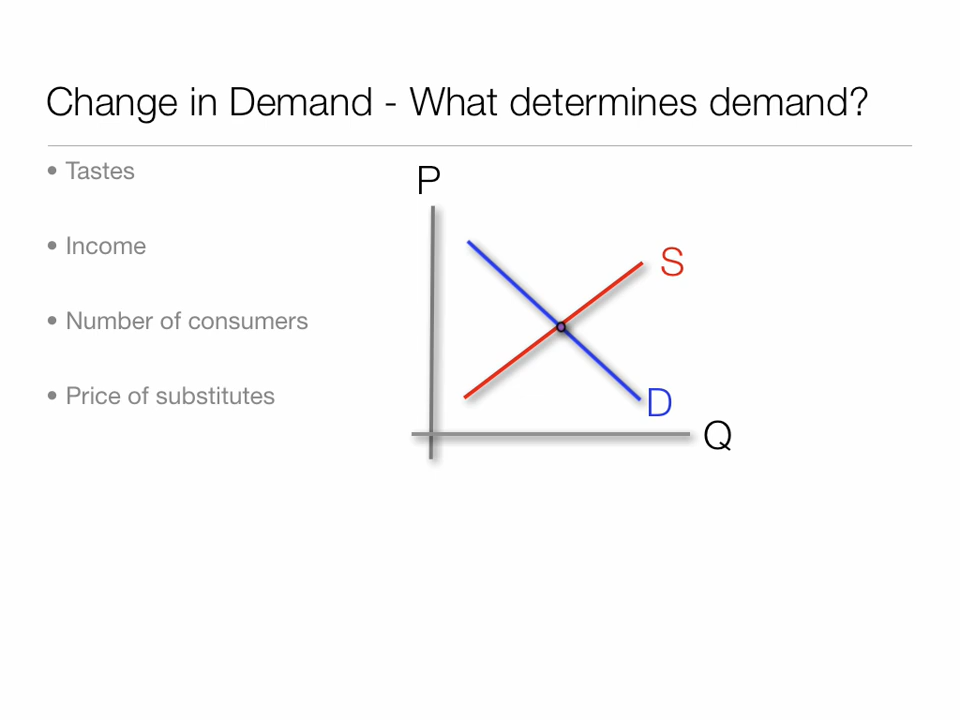 Change in Demand - What determines demand?
• Tastes
• Income
• Number of consumers
• Price of substitutes
P
S
D
Q